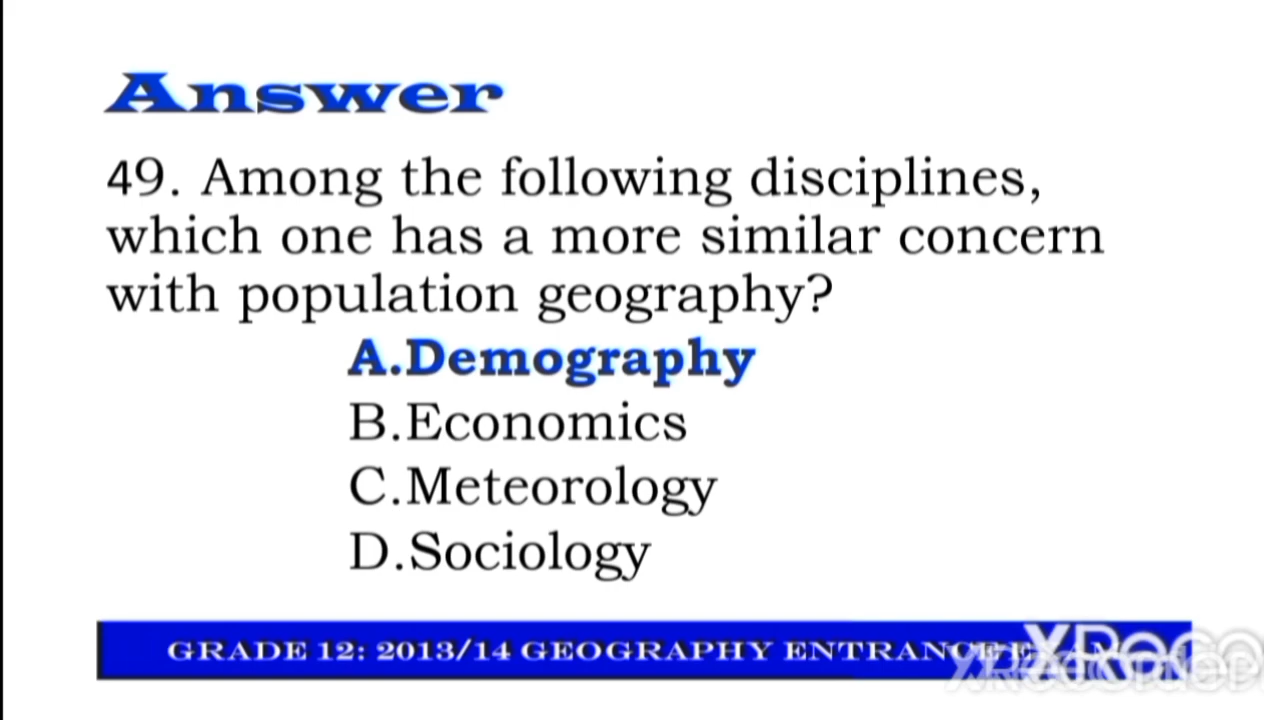 Answer
49. Among the following disciplines,
which one has a more similar concern
with population geography?
A.Demography
B.Economics
C.Meteorology
D.Sociology
GRADE 12: 2013/14 GEOGRAPHY ENTRANCE EXAM